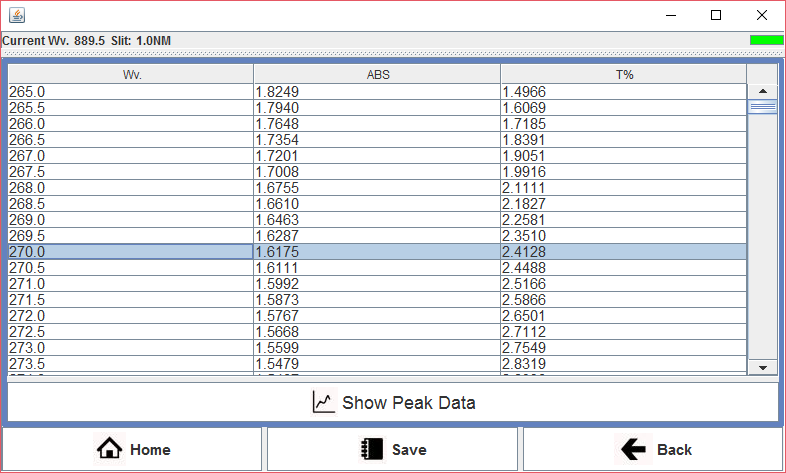 Current Wv. 889.5 Slit: 1.0NM
Wv. ABS T%
265.0 1.8249 1.4966
265.5 1.7940 1.6069
266.0 1.7648 1.7185
266.5 1.7354 1.8391
267.0 1.7201 1.9051
267.5 1.7008 1.9916
268.0 1.6755 2.1111
268.5 1.6610 2.1827
269.0 1.6463 2.2581
269.5 1.6287 2.3510
270.0 1.6175 2.4128
270.5 1.6111 2.4488
271.0 1.5992 2.5166
271.5 1.5873 2.5866
272.0 1.5767 2.6501
272.5 1.5668 2.7112
273.0 1.5599 2.7549
273.5 1.5479 2.8319
Show Peak Data
Home Save Back